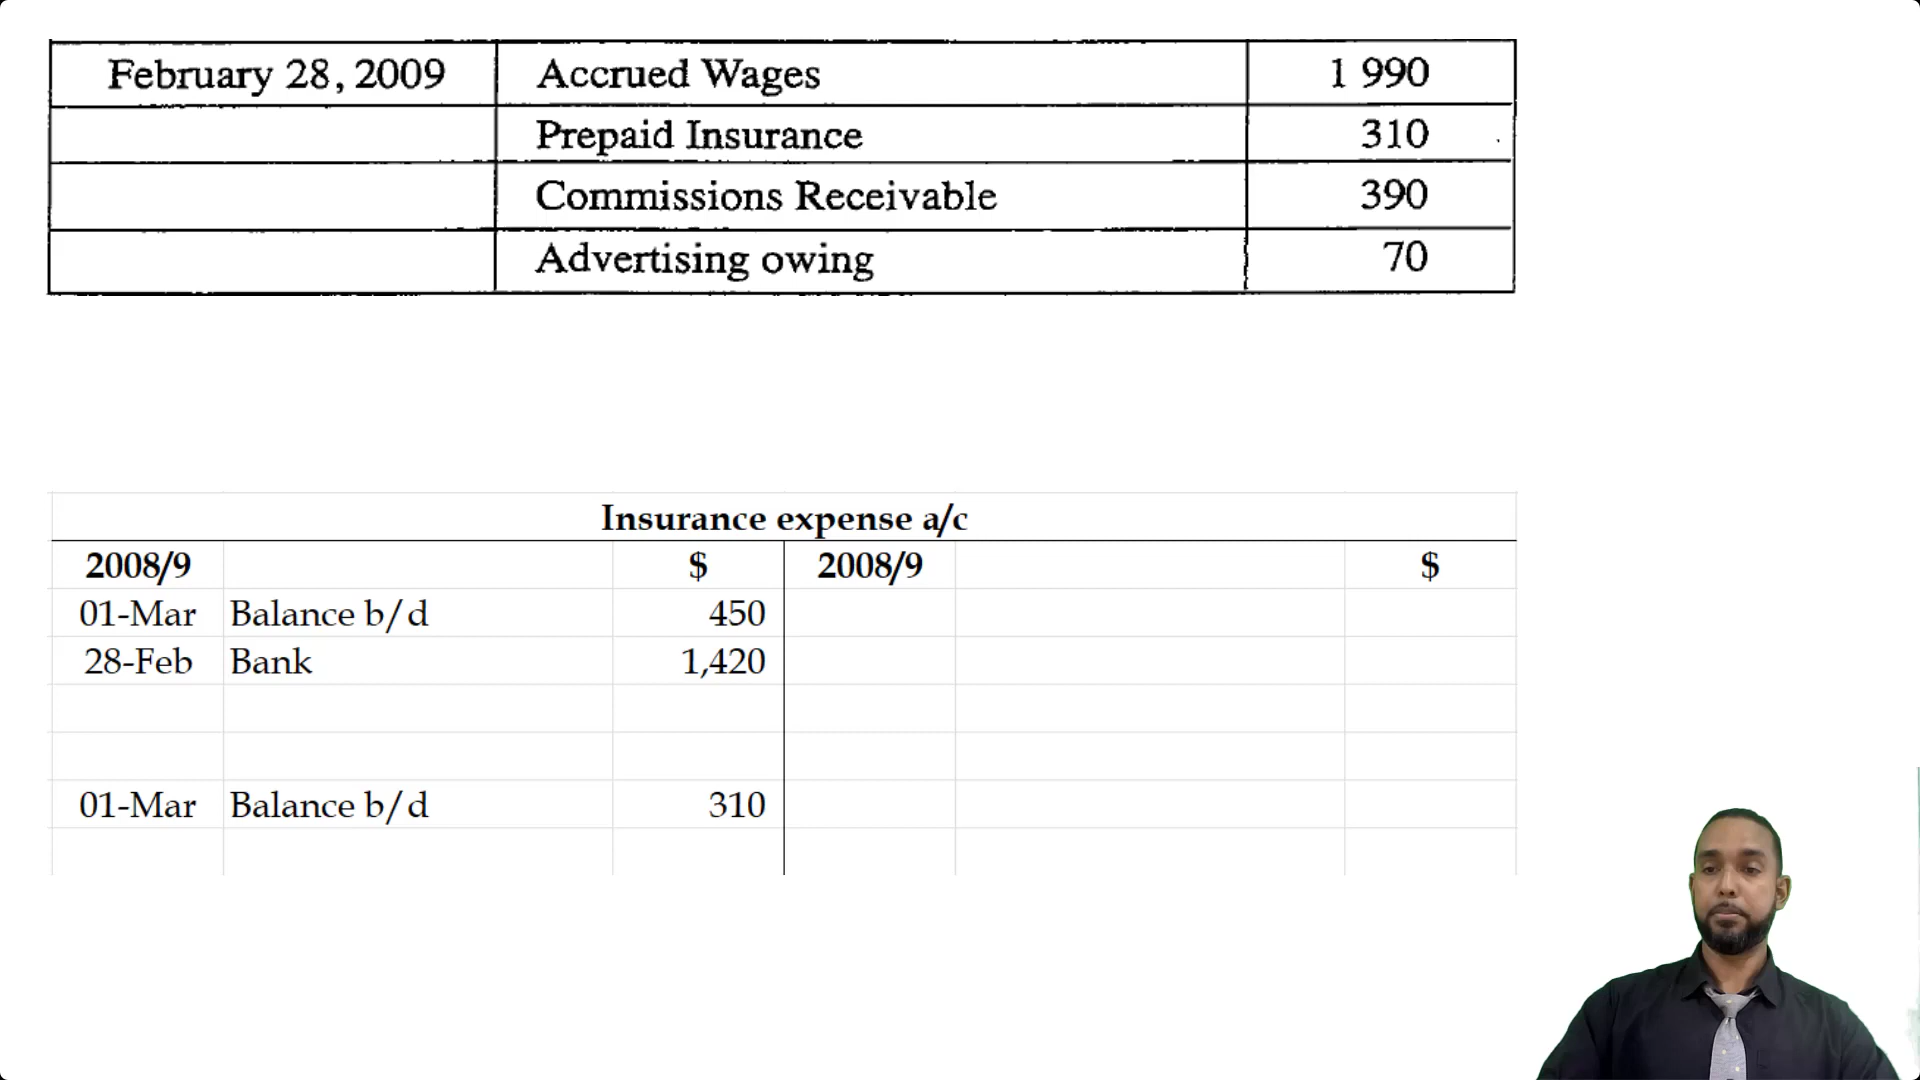 February 28, 2009 Accrued Wages 1 990
Prepaid Insurance 310
Commissions Receivable 390
Advertising owing 70
Insurance expense a/c
2008/9 $ 2008/9 $
01-Mar Balance b/d 450
28-Feb Bank 1,420
01-Mar Balance b/d 310